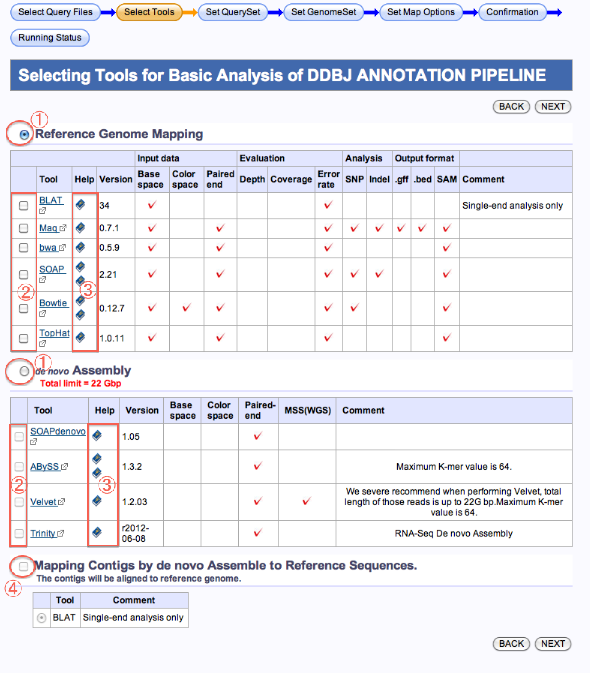 Select Query Files Select Tools Set QuerySet Set GenomeSet Set Map Options Confirmation
Running Status
Selecting Tools for Basic Analysis of DDBJ ANNOTATION PIPELINE
BACK NEXT
①
Reference Genome Mapping
Input data Evaluation Analysis Output format
Tool Help Version Base space Color space Paired end Depth Coverage Error rate SNP Indel .gff .bed SAM Comment
BLAT 34 Single-end analysis only
Maq 0.7.1
bwa 0.5.9
SOAP 2.21
② ③
Bowtie 0.12.7
TopHat 1.0.11
①
de novo Assembly
Total limit = 22 Gbp
Tool Help Version Base space Color space Paired-end MSS(WGS) Comment
SOAPdenovo 1.05
ABySS 1.3.2 Maximum K-mer value is 64.
② ③
Velvet 1.2.03 We severe recommend when performing Velvet, total
length of those reads is up to 22G bp.Maximum K-mer
value is 64.
Trinity r2012-06-08 RNA-Seq De novo Assembly
Mapping Contigs by de novo Assemble to Reference Sequences.
The contigs will be aligned to reference genome.
④
Tool Comment
BLAT Single-end analysis only
BACK NEXT